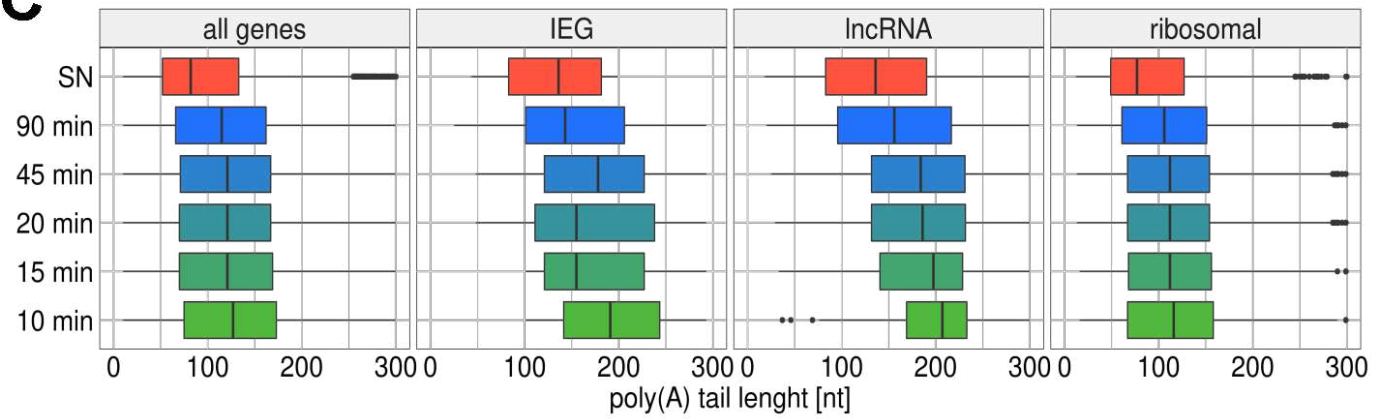 C
all genes IEG lncRNA ribosomal
SN
90 min
45 min
20 min
15 min
10 min
0 100 200 300 0 100 200 300 0 100 200 300 0 100 200 300
poly(A) tail lenght [nt]